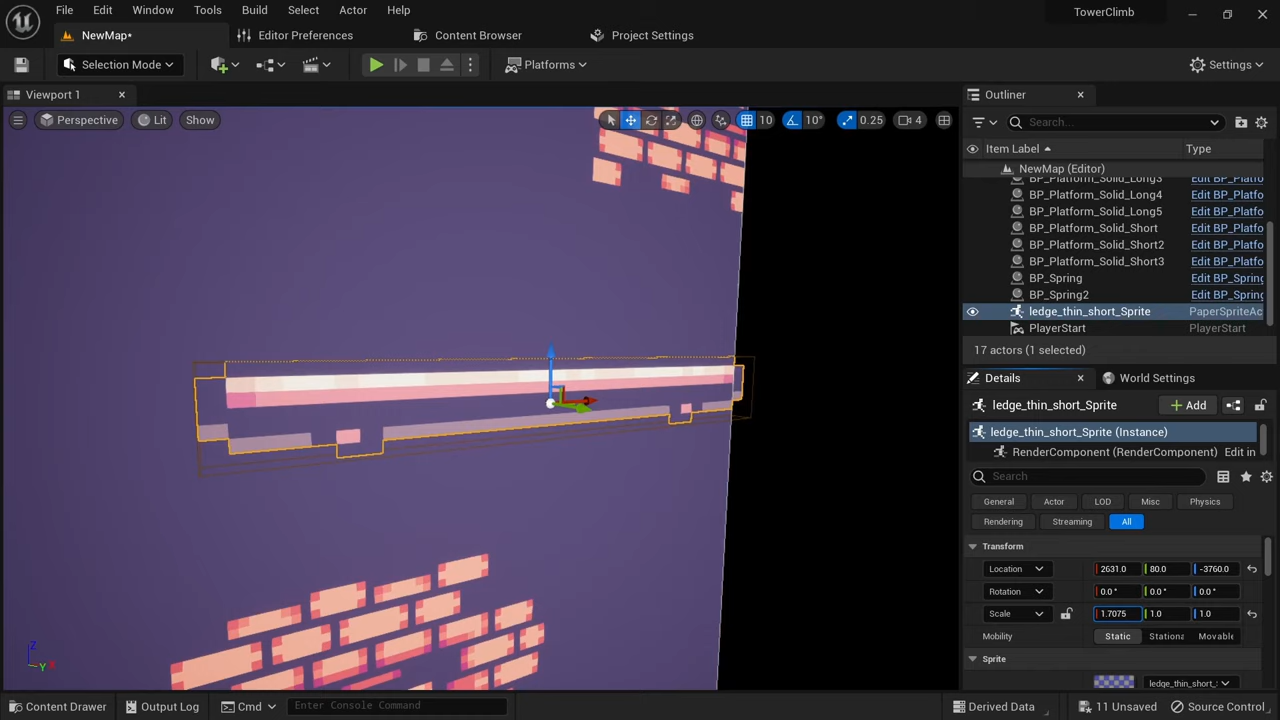 File Edit Window Tools Build Select Actor Help TowerClimb
NewMap* Editor Preferences Content Browser Project Settings
Selection Mode Platforms Settings
Viewport 1 Outliner
Perspective Lit Show 10 10° 0.25 4 Search...
Item Label Type
NewMap (Editor)
BP_Platform_Solid_Long3 Edit BP_Platfo
BP_Platform_Solid_Long4 Edit BP_Platfo
BP_Platform_Solid_Long5 Edit BP_Platfo
BP_Platform_Solid_Short Edit BP_Platfo
BP_Platform_Solid_Short2 Edit BP_Platfo
BP_Platform_Solid_Short3 Edit BP_Platfo
BP_Spring Edit BP_Spring
BP_Spring2 Edit BP_Spring
ledge_thin_short_Sprite PaperSpriteAc
PlayerStart PlayerStart
17 actors (1 selected)
Details World Settings
ledge_thin_short_Sprite Add
ledge_thin_short_Sprite (Instance)
RenderComponent (RenderComponent) Edit in
Search
General Actor LOD Misc Physics
Rendering Streaming All
Transform
Location 2631.0 80.0 -3760.0
Rotation 0.0° 0.0° 0.0°
Scale 1.7075 1.0 1.0
Mobility Static Stationa Movable
Sprite
ledge_thin_short_
Z
Y X
Content Drawer Output Log Cmd Enter Console Command Derived Data 11 Unsaved Source Control